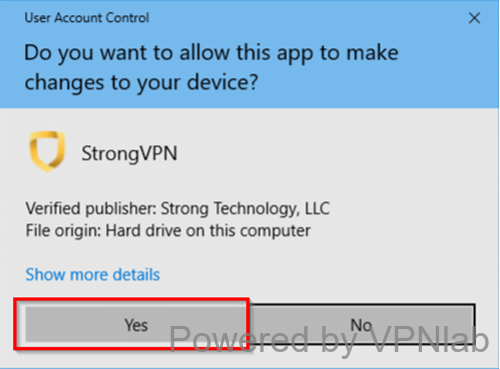 User Account Control
Do you want to allow this app to make
changes to your device?
StrongVPN
Verified publisher: Strong Technology, LLC
File origin: Hard drive on this computer
Show more details
Yes
No
Powered by VPNlab